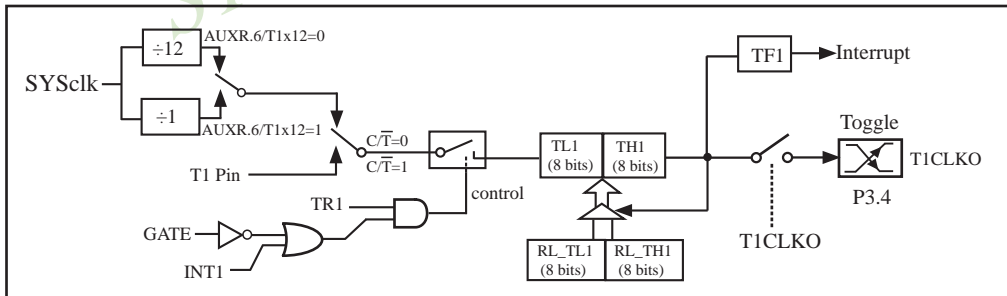 ÷12
AUXR.6/T1x12=0
SYSclk
÷1
AUXR.6/T1x12=1
C/T̅=0
C/T̅=1
T1 Pin
TR1
control
GATE
INT1
TL1
(8 bits)
TH1
(8 bits)
RL_TL1
(8 bits)
RL_TH1
(8 bits)
TF1
Interrupt
Toggle
T1CLKO
P3.4
T1CLKO